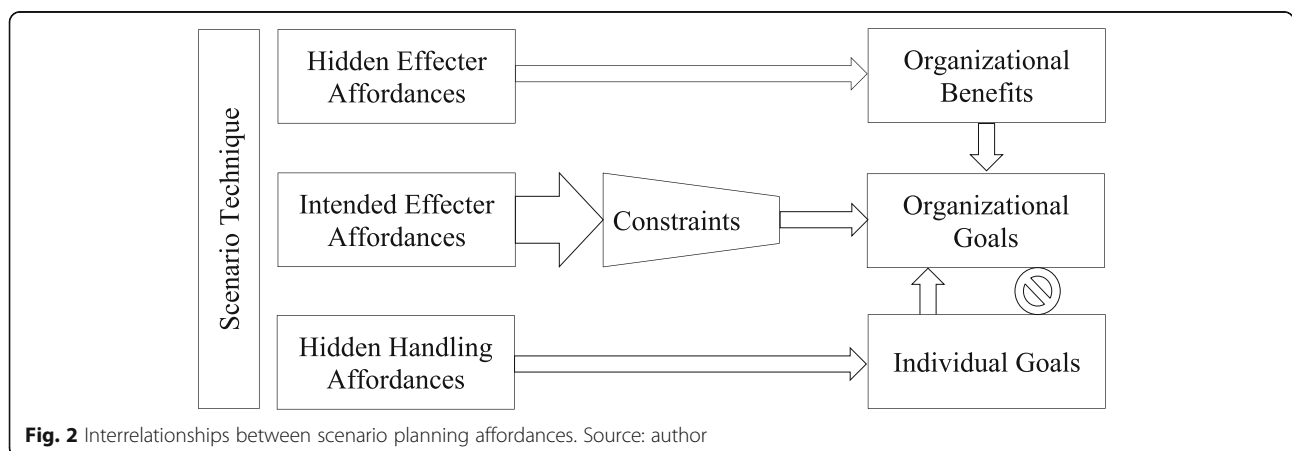 Scenario Technique
Hidden Effecter
Affordances
Organizational
Benefits
Intended Effecter
Affordances
Constraints
Organizational
Goals
Hidden Handling
Affordances
Individual Goals
Fig. 2 Interrelationships between scenario planning affordances. Source: author